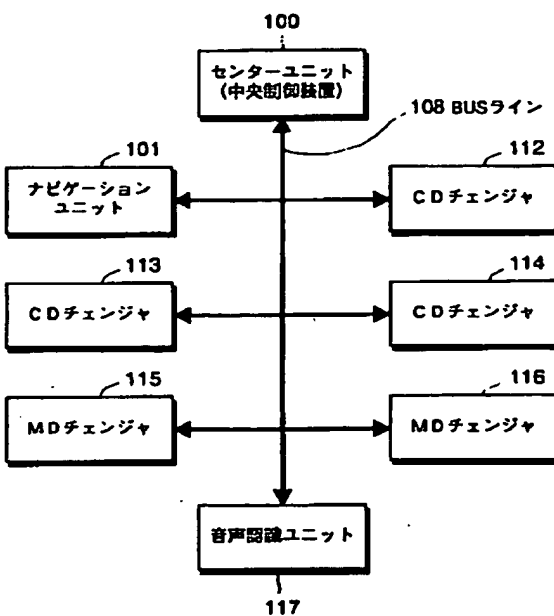 100
センターユニット
(中央制御装置)
108 BUSライン
101
ナビゲーション
ユニット
112
CDチェンジャ
113
CDチェンジャ
114
CDチェンジャ
115
MDチェンジャ
116
MDチェンジャ
音声認識ユニット
117